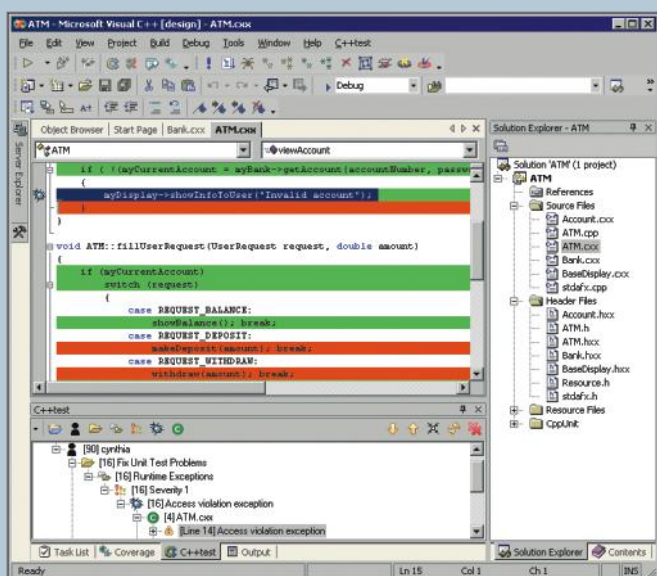 ATM - Microsoft Visual C++ [design] - ATM.cxx
File Edit View Project Build Debug Tools Window Help C++test
Debug
Object Browser Start Page Bank.cxx ATM.cxx
Solution Explorer - ATM
ATM viewAccount
Server Explorer
if ( !(myCurrentAccount = myBank->getAccount(accountNumber, passw
{
myDisplay->showInfoToUser("Invalid account");
}
}
void ATM::fillUserRequest(UserRequest request, double amount)
{
if (myCurrentAccount)
switch (request)
{
case REQUEST_BALANCE:
showBalance(); break;
case REQUEST_DEPOSIT:
makeDeposit(amount); break;
case REQUEST_WITHDRAW:
withdraw(amount); break;
Solution 'ATM' (1 project)
ATM
References
Source Files
Account.cxx
ATM.cpp
ATM.cxx
Bank.cxx
BaseDisplay.cxx
stdafx.cpp
Header Files
Account.hxx
ATM.h
ATM.hxx
Bank.hxx
BaseDisplay.hxx
Resource.h
stdafx.h
Resource Files
CppUnit
C++test
[90] cynthia
[16] Fix Unit Test Problems
[16] Runtime Exceptions
[16] Severity 1
[16] Access violation exception
[4] ATM.cxx
[Line 14] Access violation exception
Task List Coverage C++test Output
Solution Explorer Contents
Ready Ln 15 Col 1 Ch 1 INS